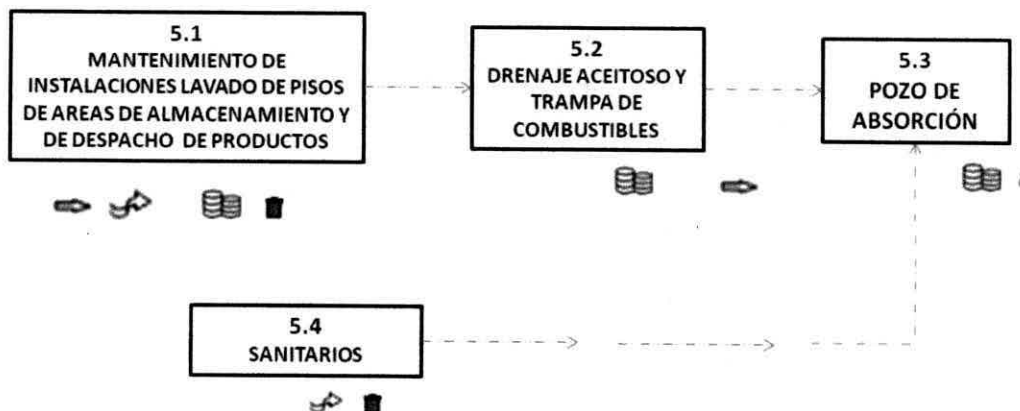 5.1
MANTENIMIENTO DE
INSTALACIONES LAVADO DE PISOS
DE AREAS DE ALMACENAMIENTO Y
DE DESPACHO DE PRODUCTOS
5.2
DRENAJE ACEITOSO Y
TRAMPA DE
COMBUSTIBLES
5.3
POZO DE
ABSORCIÓN
5.4
SANITARIOS